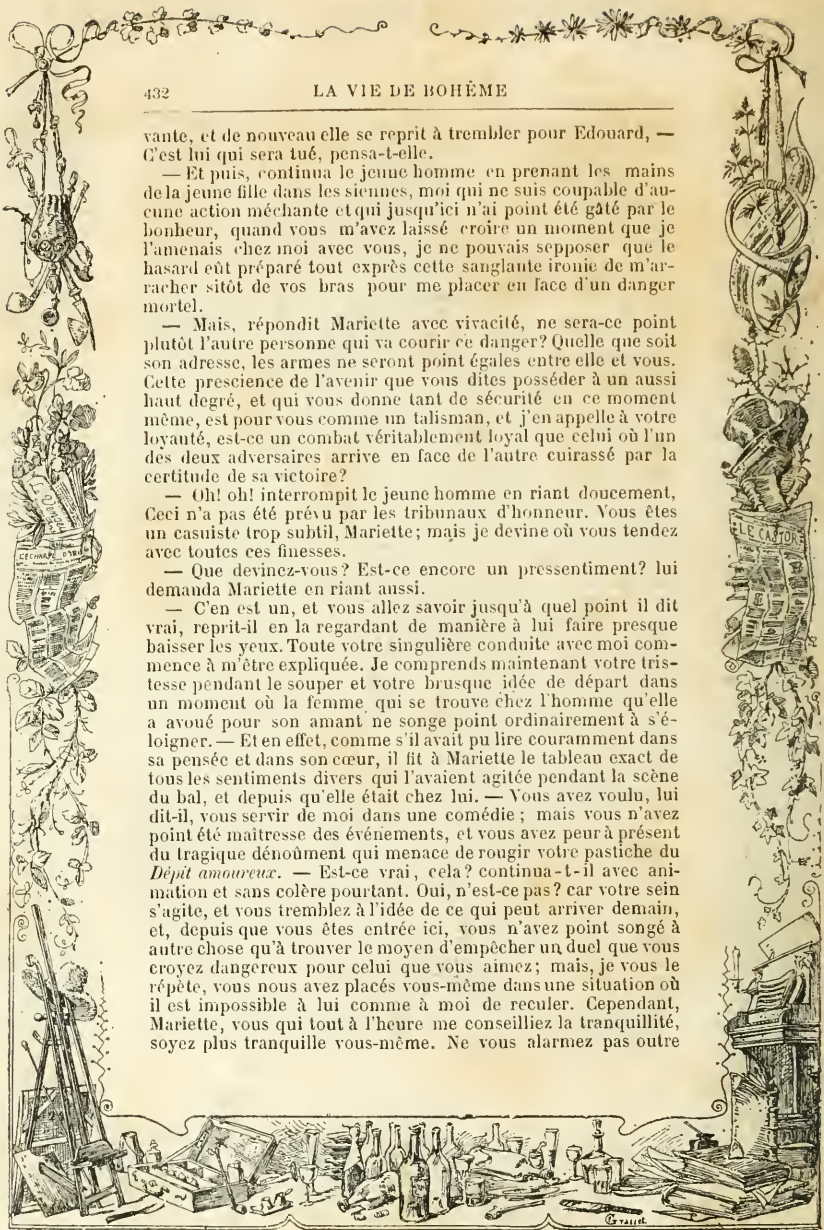 432
LA VIE DE BOHÊME
vante, et de nouveau elle se reprit à trembler pour Edouard, —
C'est lui qui sera tué, pensa-t-elle.
— Et puis, continua le jeune homme en prenant les mains
de la jeune fille dans les siennes, moi qui ne suis coupable d'au-
cune action méchante et qui jusqu'ici n'ai point été gâté par le
bonheur, quand vous m'avez laissé croire un moment que je
l'amenais chez moi avec vous, je ne pouvais sepposer que le
hasard eût préparé tout exprès cette sanglante ironie de m'ar-
racher sitôt de vos bras pour me placer en face d'un danger
mortel.
— Mais, répondit Mariette avec vivacité, ne sera-ce point
plutôt l'autre personne qui va courir ce danger? Quelle que soit
son adresse, les armes ne seront point égales entre elle et vous.
Cette prescience de l'avenir que vous dites posséder à un aussi
haut degré, et qui vous donne tant de sécurité en ce moment
même, est pour vous comme un talisman, et j'en appelle à votre
loyauté, est-ce un combat véritablement loyal que celui où l'un
des deux adversaires arrive en face de l'autre cuirassé par la
certitude de sa victoire?
— Oh! oh! interrompit le jeune homme en riant doucement,
Ceci n'a pas été prévu par les tribunaux d'honneur. Vous êtes
un casuiste trop subtil, Mariette; mais je devine où vous tendez
avec toutes ces finesses.
— Que devinez-vous? Est-ce encore un pressentiment? lui
demanda Mariette en riant aussi.
— C'en est un, et vous allez savoir jusqu'à quel point il dit
vrai, reprit-il en la regardant de manière à lui faire presque
baisser les yeux. Toute votre singulière conduite avec moi com-
mence à m'être expliquée. Je comprends maintenant votre tris-
tesse pendant le souper et votre brusque idée de départ dans
un moment où la femme qui se trouve chez l'homme qu'elle
a avoué pour son amant ne songe point ordinairement à s'é-
loigner. — Et en effet, comme s'il avait pu lire couramment dans
sa pensée et dans son cœur, il fit à Mariette le tableau exact de
tous les sentiments divers qui l'avaient agitée pendant la scène
du bal, et depuis qu'elle était chez lui. — Vous avez voulu, lui
dit-il, vous servir de moi dans une comédie ; mais vous n'avez
point été maîtresse des événements, et vous avez peur à présent
du tragique dénoûment qui menace de rougir votre pastiche du
Dépit amoureux. — Est-ce vrai, cela? continua-t-il avec ani-
mation et sans colère pourtant. Oui, n'est-ce pas? car votre sein
s'agite, et vous tremblez à l'idée de ce qui peut arriver demain,
et, depuis que vous êtes entrée ici, vous n'avez point songé à
autre chose qu'à trouver le moyen d'empêcher un duel que vous
croyez dangereux pour celui que vous aimez; mais, je vous le
répète, vous nous avez placés vous-même dans une situation où
il est impossible à lui comme à moi de reculer. Cependant,
Mariette, vous qui tout à l'heure me conseilliez la tranquillité,
soyez plus tranquille vous-même. Ne vous alarmez pas outre
L'ECHARPE D'IRIS
LE CASTOR
Grasset